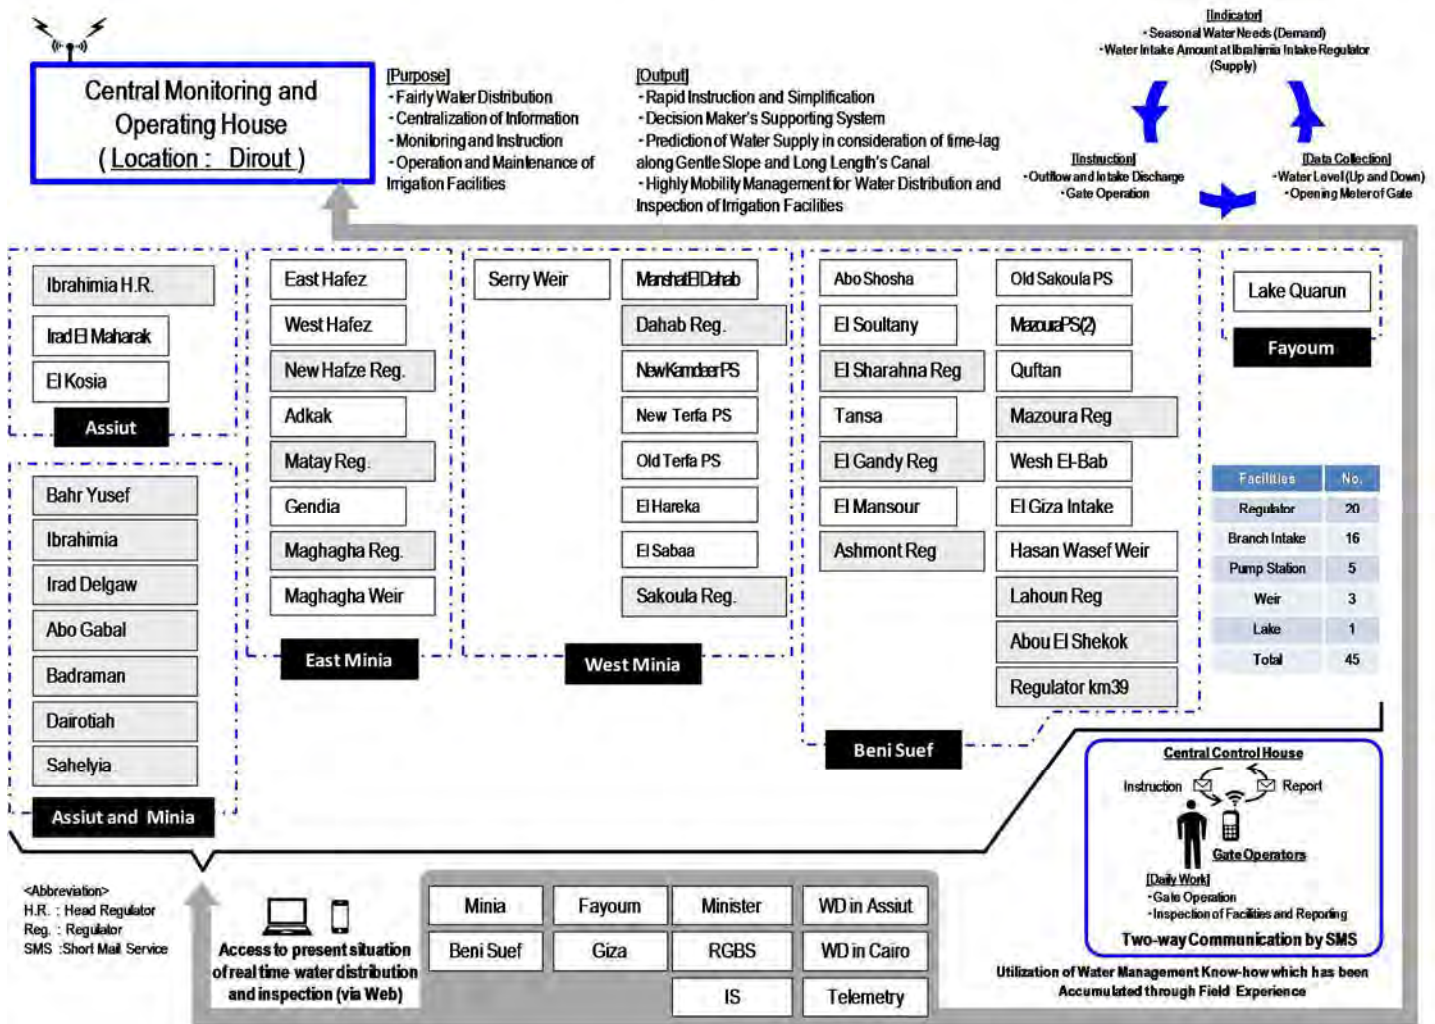 Central Monitoring and
Operating House
( Location : Dirout )
[Purpose]
・Fairly Water Distribution
・Centralization of Information
・Monitoring and Instruction
・Operation and Maintenance of
Irrigation Facilities
[Output]
・Rapid Instruction and Simplification
・Decision Maker's Supporting System
・Prediction of Water Supply in consideration of time-lag
along Gentle Slope and Long Length's Canal
・Highly Mobility Management for Water Distribution and
Inspection of Irrigation Facilities
[Indicator]
・Seasonal Water Needs (Demand)
・Water Intake Amount at Ibrahimia Intake Regulator
(Supply)
[Instruction]
・Outflow and Intake Discharge
・Gate Operation
[Data Collection]
・Water Level (Up and Down)
・Opening Meter of Gate
Ibrahimia H.R.
Irad El Maharak
El Kosia
Assiut
Bahr Yusef
Ibrahimia
Irad Delgaw
Abo Gabal
Badraman
Dairotiah
Sahelyia
Assiut and Minia
East Hafez
West Hafez
New Hafze Reg.
Adkak
Matay Reg.
Gendia
Maghagha Reg.
Maghagha Weir
East Minia
Serry Weir
Manshat El Dahab
Dahab Reg.
New Kamdeer PS
New Terfa PS
Old Terfa PS
El Hareka
El Sabaa
Sakoula Reg.
West Minia
Abo Shosha
El Soultany
El Sharahna Reg
Tansa
El Gandy Reg
El Mansour
Ashmont Reg
Old Sakoula PS
Mazoura PS(2)
Quftan
Mazoura Reg
Wesh El-Bab
El Giza Intake
Hasan Wasef Weir
Lahoun Reg
Abou El Shekok
Regulator km39
Beni Suef
Lake Quarun
Fayoum
Facilities No.
Regulator 20
Branch Intake 16
Pump Station 5
Weir 3
Lake 1
Total 45
Central Control House
Instruction Report
Gate Operators
[Daily Work]
・Gate Operation
・Inspection of Facilities and Reporting
Two-way Communication by SMS
Utilization of Water Management Know-how which has been
Accumulated through Field Experience
<Abbreviation>
H.R. : Head Regulator
Reg. : Regulator
SMS :Short Mail Service
Access to present situation
of real time water distribution
and inspection (via Web)
Minia Fayoum Minister WD in Assiut
Beni Suef Giza RGBS WD in Cairo
IS Telemetry